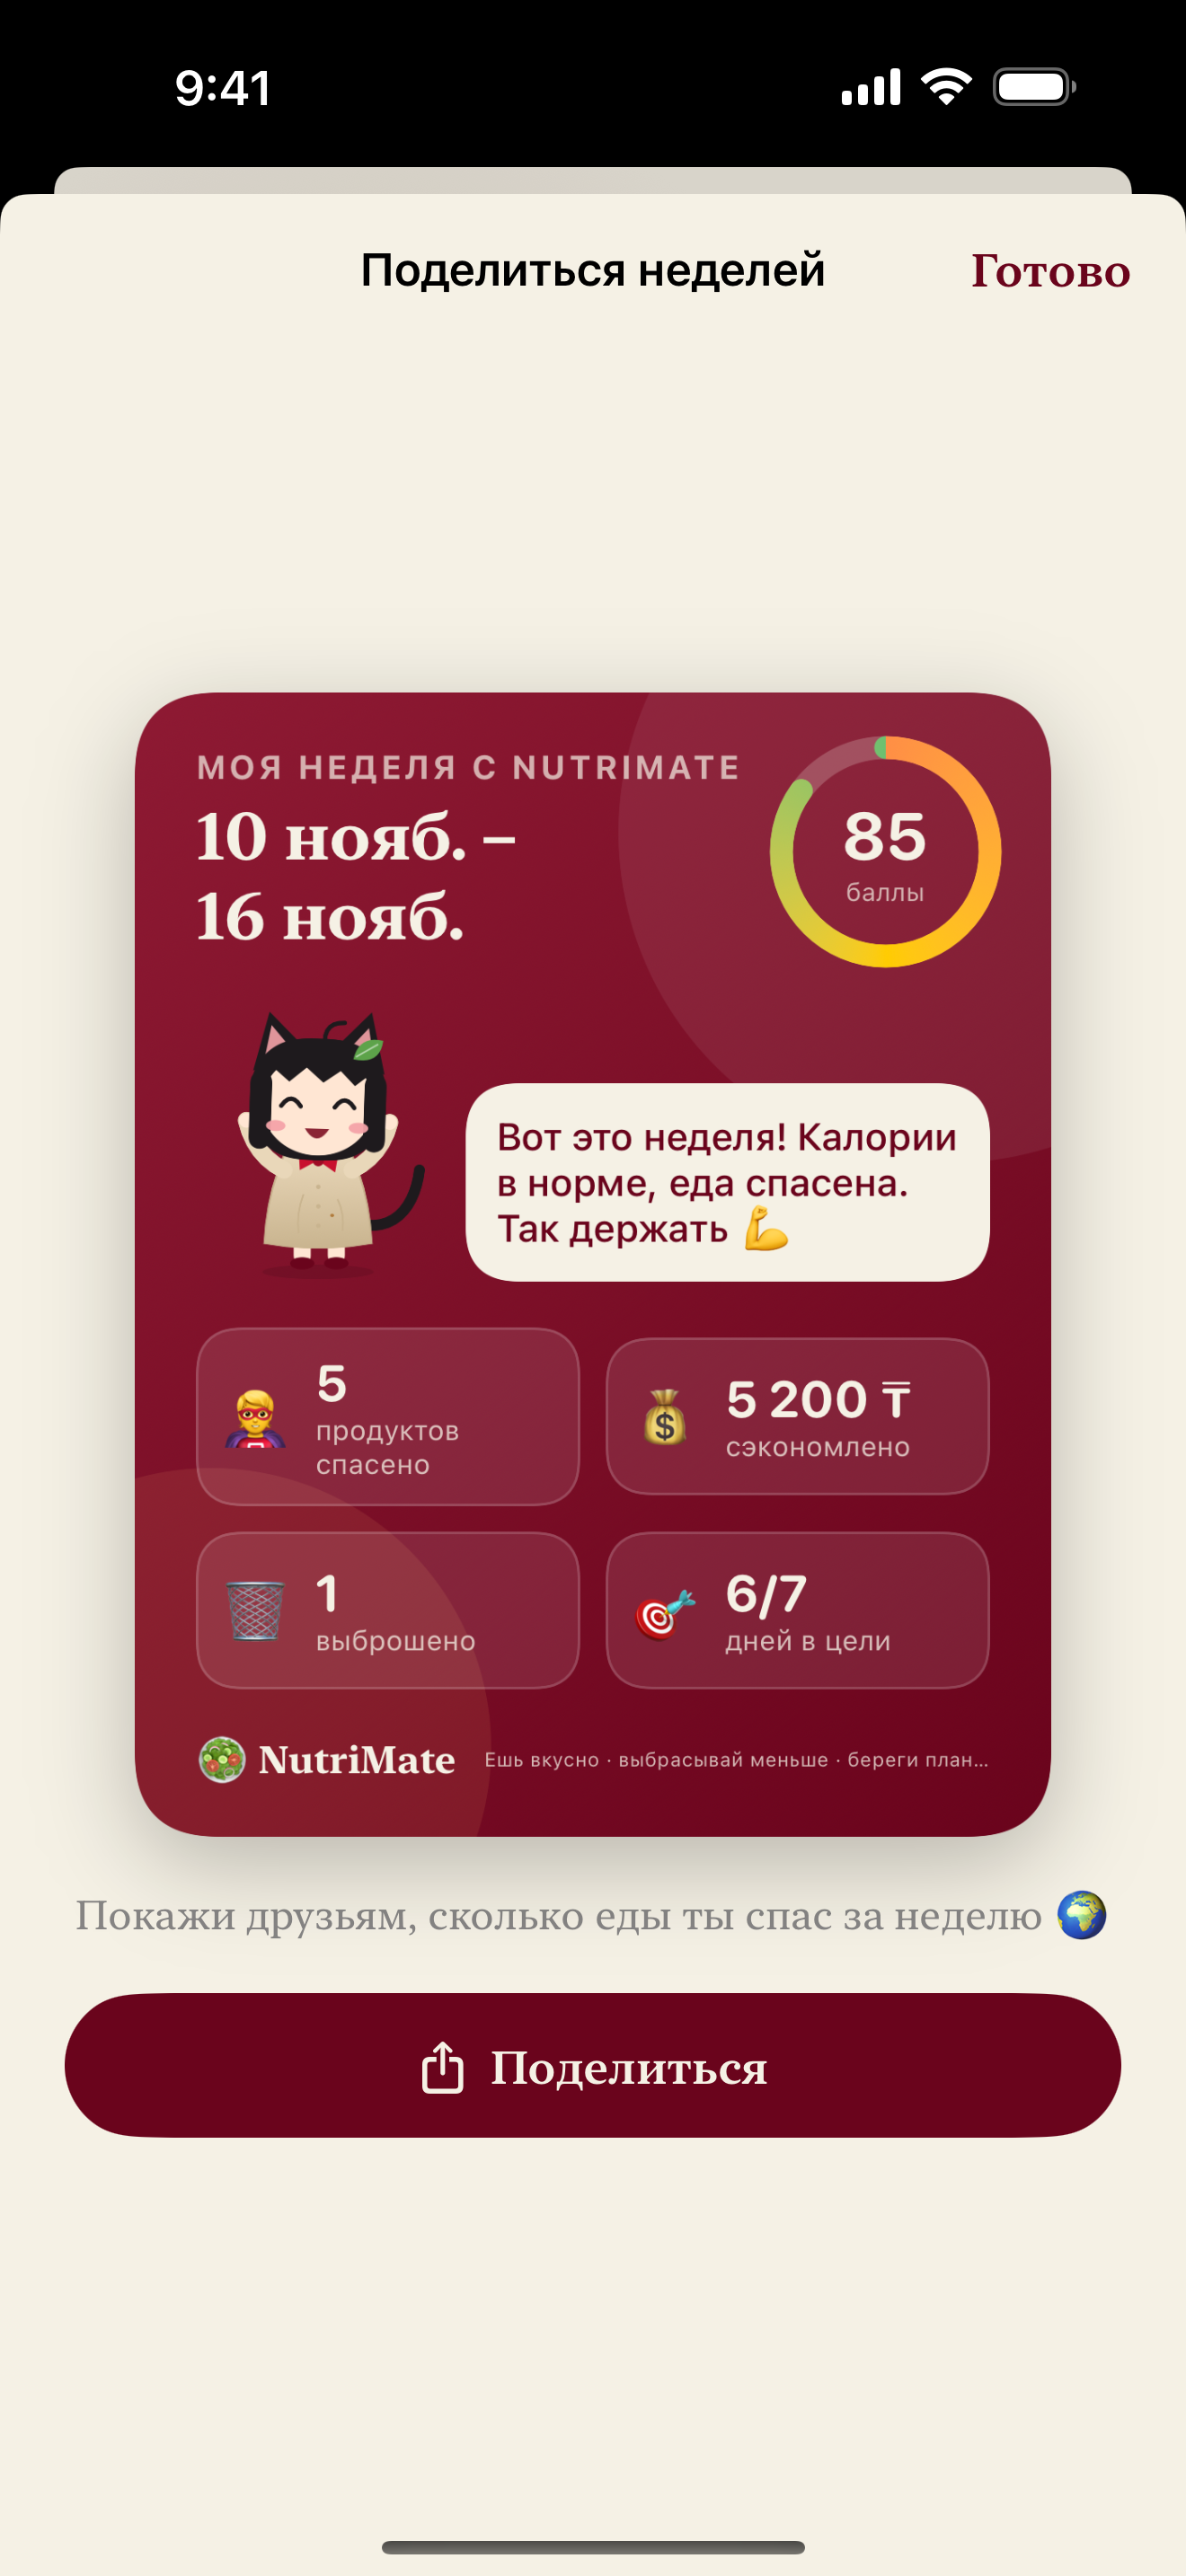 9:41
Поделиться неделей
Готово
МОЯ НЕДЕЛЯ С NUTRIMATE
10 нояб. –
16 нояб.
85
баллы
Вот это неделя! Калории
в норме, еда спасена.
Так держать 💪
5
продуктов
спасено
5 200 ₸
сэкономлено
1
выброшено
6/7
дней в цели
NutriMate
Ешь вкусно · выбрасывай меньше · береги план…
Покажи друзьям, сколько еды ты спас за неделю 🌍
Поделиться